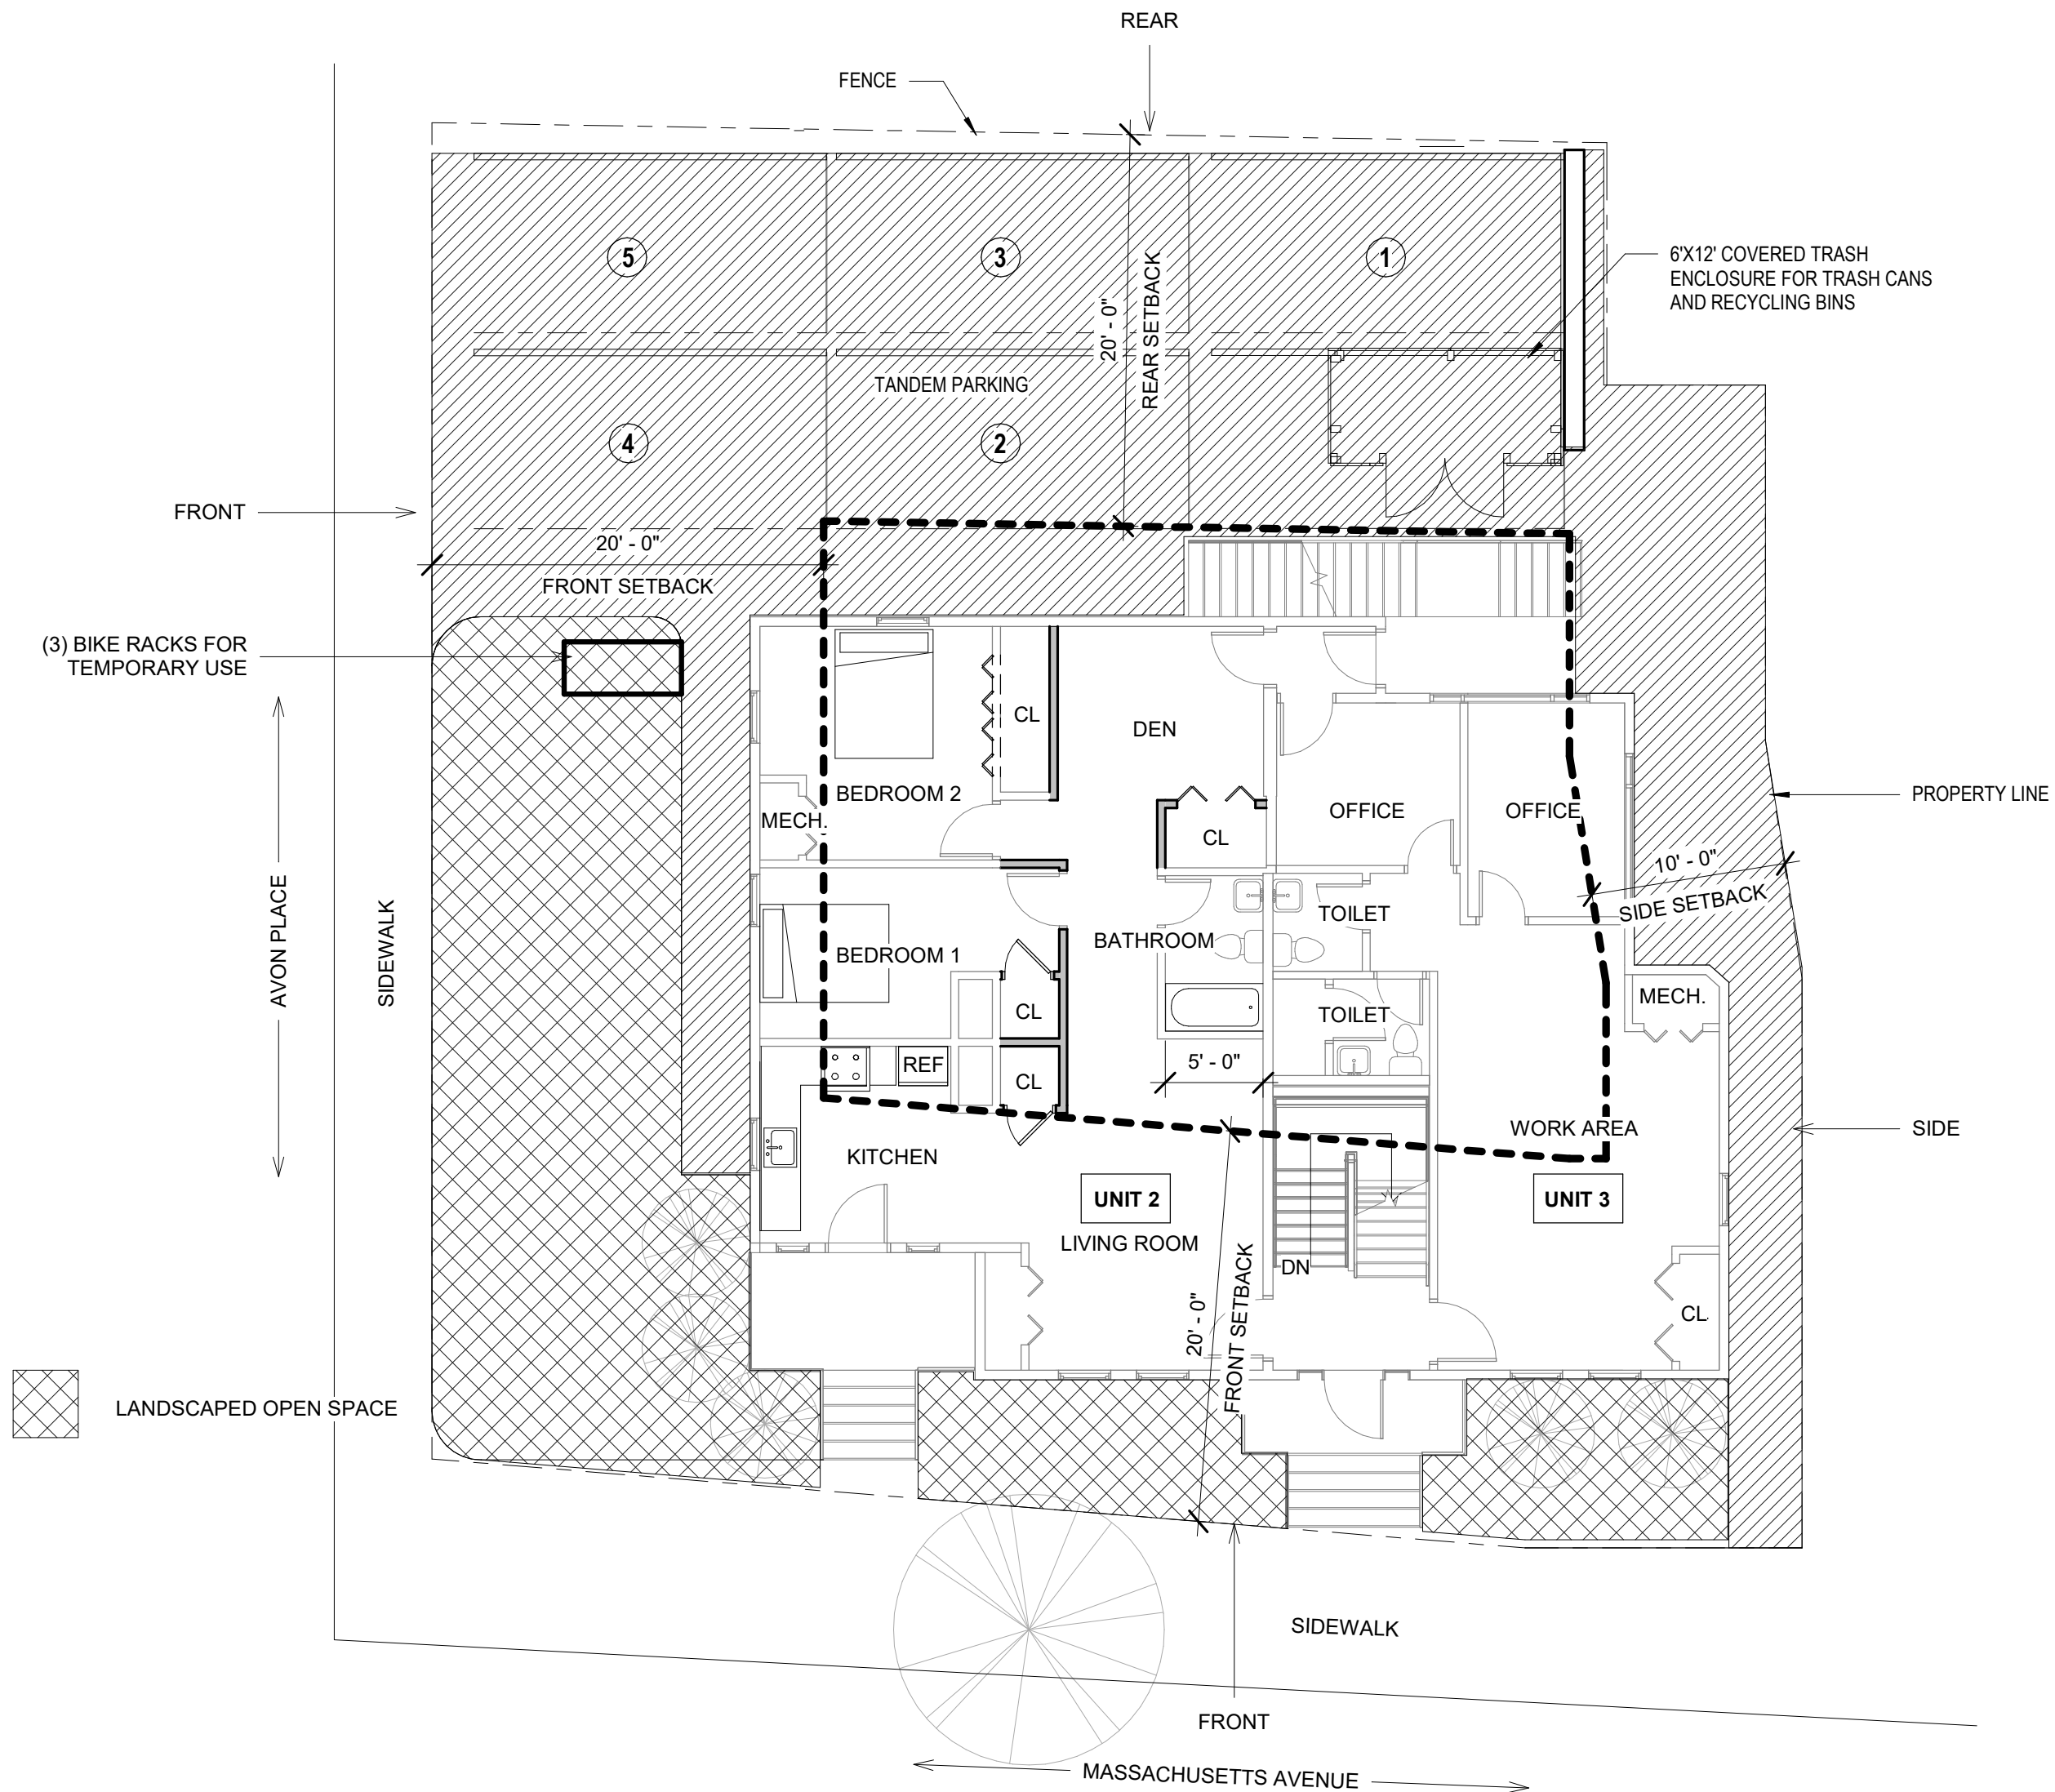 REAR
FENCE
5
3
1
6'X12' COVERED TRASH
ENCLOSURE FOR TRASH CANS
AND RECYCLING BINS
20' - 0"
REAR SETBACK
TANDEM PARKING
4
2
FRONT
20' - 0"
FRONT SETBACK
(3) BIKE RACKS FOR
TEMPORARY USE
CL
DEN
BEDROOM 2
MECH.
CL
OFFICE
OFFICE
PROPERTY LINE
10' - 0"
SIDE SETBACK
AVON PLACE
SIDEWALK
TOILET
BATHROOM
BEDROOM 1
CL
TOILET
MECH.
REF
CL
5' - 0"
WORK AREA
SIDE
KITCHEN
UNIT 2
UNIT 3
LIVING ROOM
DN
20' - 0"
FRONT SETBACK
CL
LANDSCAPED OPEN SPACE
SIDEWALK
FRONT
MASSACHUSETTS AVENUE